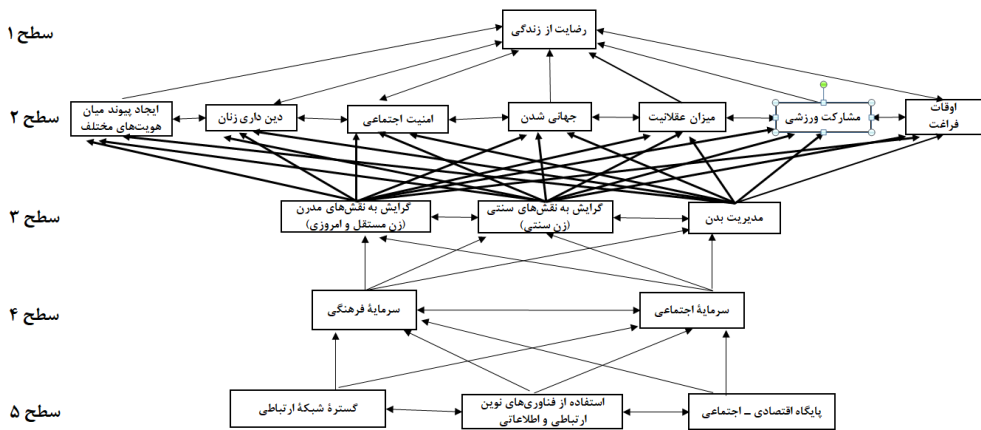 سطح ۱
رضایت از زندگی
سطح ۲
اوقات
فراغت
مشارکت ورزشی
میزان عقلانیت
جهانی شدن
امنیت اجتماعی
دین داری زنان
ایجاد پیوند میان
هویت‌های مختلف
سطح ۳
مدیریت بدن
گرایش به نقش‌های سنتی
(زن سنتی)
گرایش به نقش‌های مدرن
(زن مستقل و امروزی)
سطح ۴
سرمایهٔ اجتماعی
سرمایهٔ فرهنگی
سطح ۵
پایگاه اقتصادی ــ اجتماعی
استفاده از فناوری‌های نوین
ارتباطی و اطلاعاتی
گسترهٔ شبکهٔ ارتباطی